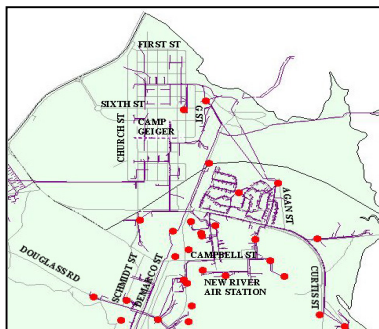 FIRST ST
SIXTH ST
G ST
CAMP
GEIGER
CHURCH ST
AGAN ST
DOUGLASS RD
SCHMIDT ST
DEMARCO ST
CAMPBELL ST
NEW RIVER
AIR STATION
CURTIS ST